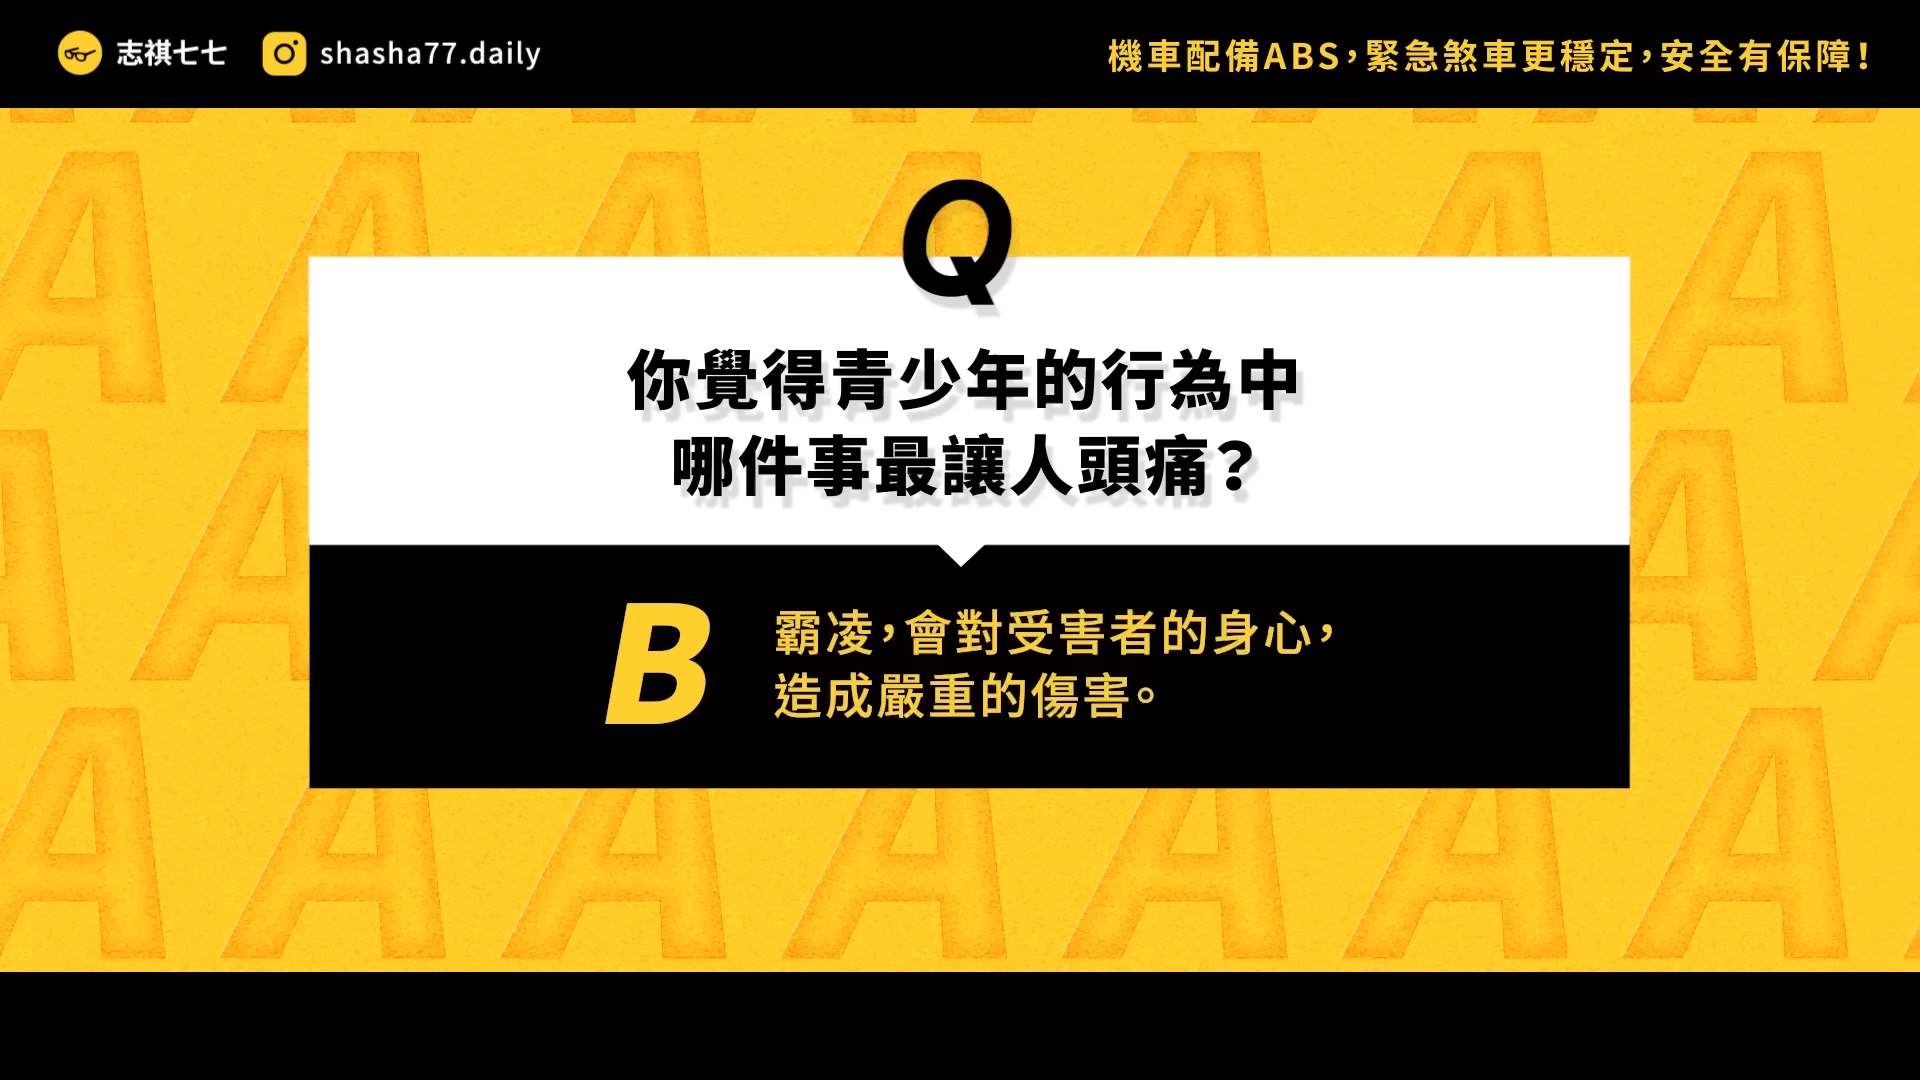 志祺七七
shasha77.daily
機車配備ABS，緊急煞車更穩定，安全有保障！
Q
你覺得青少年的行為中
哪件事最讓人頭痛？
B
霸凌，會對受害者的身心，
造成嚴重的傷害。